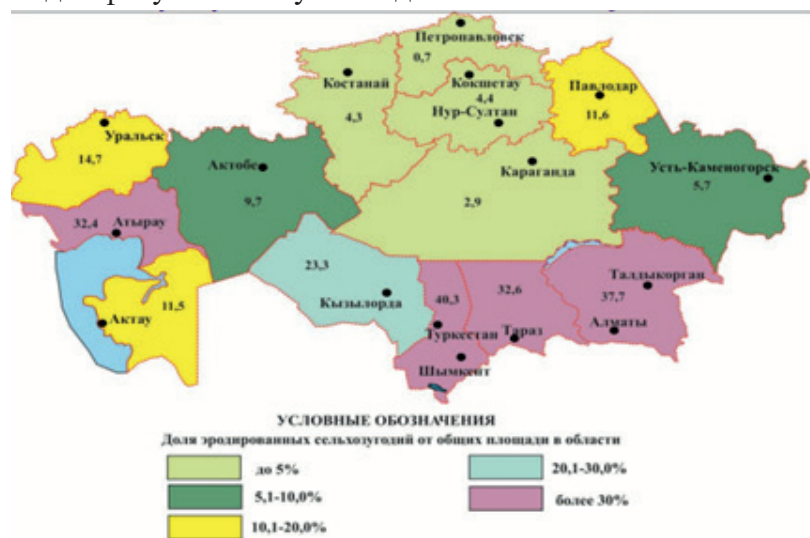 Петропавловск
0,7
Костанай
Кокшетау
4,4
Павлодар
4,3
Нур-Султан
11,6
Уральск
14,7
Актобе
Караганда
Усть-Каменогорск
5,7
9,7
2,9
32,4
Атырау
23,3
11,5
Кызылорда
40,3
32,6
Талдыкорган
37,7
Актау
Туркестан
Тараз
Алматы
Шымкент
УСЛОВНЫЕ ОБОЗНАЧЕНИЯ
Доля эродированных сельхозугодий от общих площади в области
до 5%
20,1-30,0%
5,1-10,0%
более 30%
10,1-20,0%